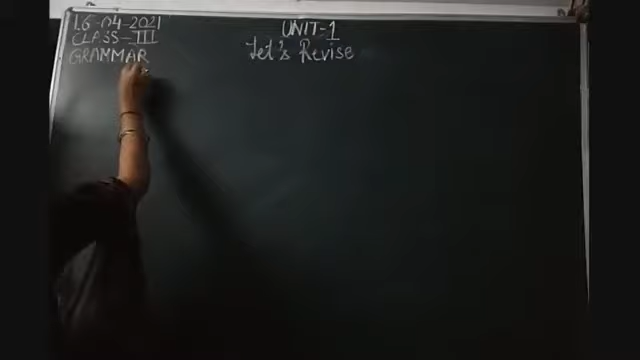 16-04-2021
CLASS-III
GRAMMAR
UNIT-1
Let's Revise